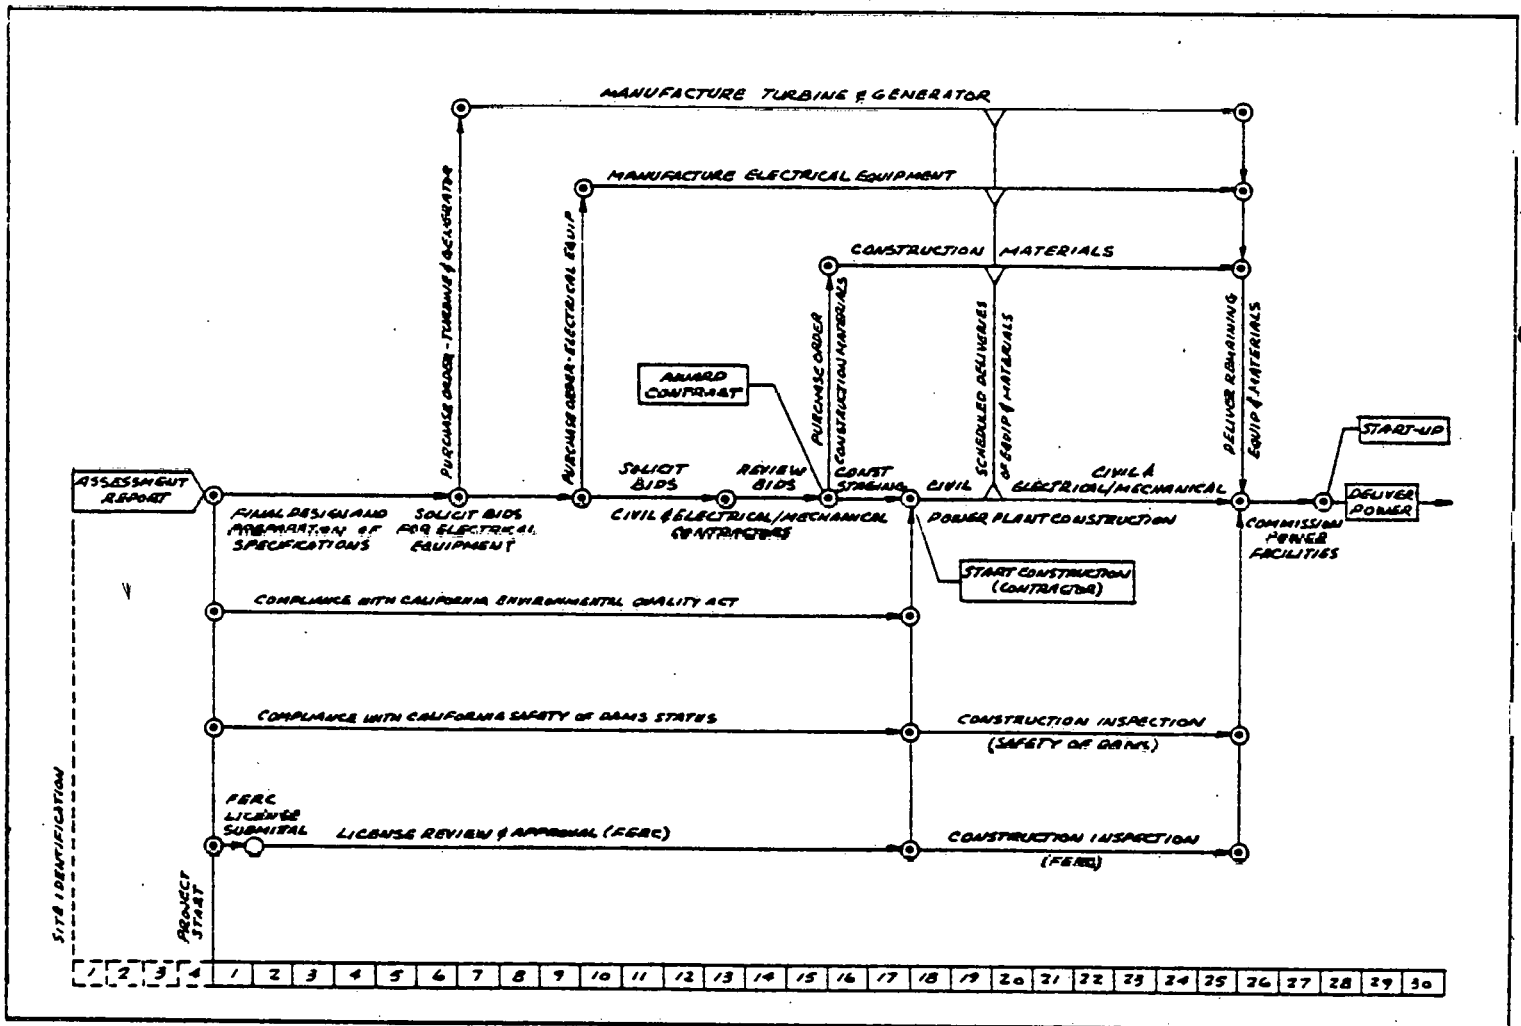 MANUFACTURE TURBINE & GENERATOR
MANUFACTURE ELECTRICAL EQUIPMENT
CONSTRUCTION MATERIALS
PURCHASE ORDER - TURBINE & GENERATOR
PURCHASE ORDER - ELECTRICAL EQUIP
PURCHASE ORDER
CONSTRUCTION MATERIALS
SCHEDULED DELIVERIES
OF EQUIP & MATERIALS
DELIVER REMAINING
EQUIP & MATERIALS
AWARD
CONTRACT
START-UP
ASSESSMENT
REPORT
SOLICIT
BIDS
REVIEW
BIDS
CONST
STAGING
CIVIL
CIVIL &
ELECTRICAL/MECHANICAL
DELIVER
POWER
FINAL DESIGN AND
PREPARATION OF
SPECIFICATIONS
SOLICIT BIDS
FOR ELECTRICAL
EQUIPMENT
CIVIL & ELECTRICAL/MECHANICAL
CONTRACTORS
POWER PLANT CONSTRUCTION
COMMISSION
POWER
FACILITIES
START CONSTRUCTION
(CONTRACTOR)
COMPLIANCE WITH CALIFORNIA ENVIRONMENTAL QUALITY ACT
COMPLIANCE WITH CALIFORNIA SAFETY OF DAMS STATUS
CONSTRUCTION INSPECTION
(SAFETY OF DAMS)
FERC
LICENSE
SUBMITAL
LICENSE REVIEW & APPROVAL (FERC)
CONSTRUCTION INSPECTION
(FERC)
SITE IDENTIFICATION
PROJECT
START
1 2 3 4 1 2 3 4 5 6 7 8 9 10 11 12 13 14 15 16 17 18 19 20 21 22 23 24 25 26 27 28 29 30